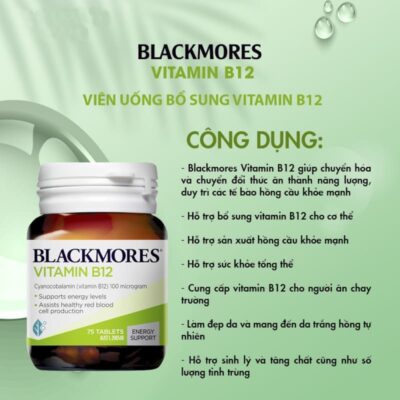 BLACKMORES
VITAMIN B12
VIÊN UỐNG BỔ SUNG VITAMIN B12
CÔNG DỤNG:
- Blackmores Vitamin B12 giúp chuyển hóa
và chuyển đổi thức ăn thành năng lượng,
duy trì các tế bào hồng cầu khỏe mạnh
- Hỗ trợ bổ sung vitamin B12 cho cơ thể
- Hỗ trợ sản xuất hồng cầu khỏe mạnh
- Hỗ trợ sức khỏe tổng thể
- Cung cấp vitamin B12 cho người ăn chay
trường
- Làm đẹp da và mang đến da trắng hồng tự
nhiên
- Hỗ trợ sinh lý và tăng chất cũng như số
lượng tinh trùng
BLACKMORES®
VITAMIN B12
Cyanocobalamin (vitamin B12) 100 microgram
• Supports energy levels
• Assists healthy red blood
cell production
75 TABLETS
ENERGY
SUPPORT